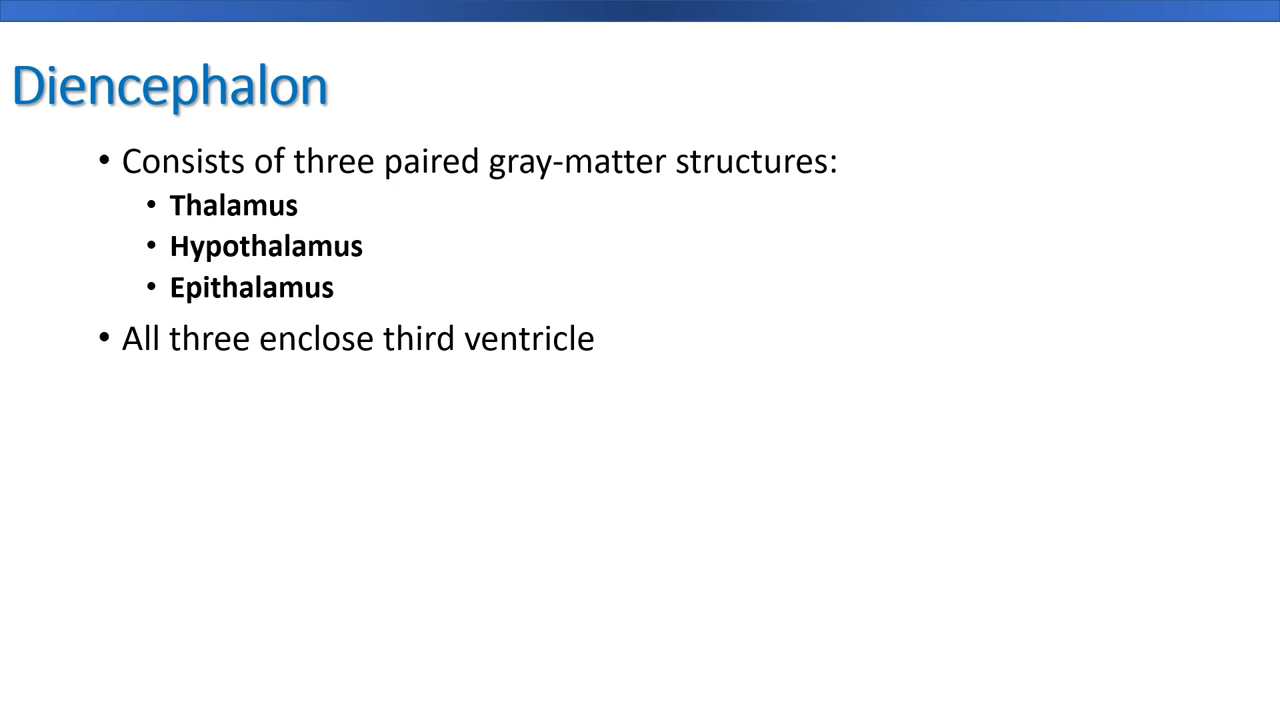 Diencephalon
• Consists of three paired gray-matter structures:
• Thalamus
• Hypothalamus
• Epithalamus
• All three enclose third ventricle